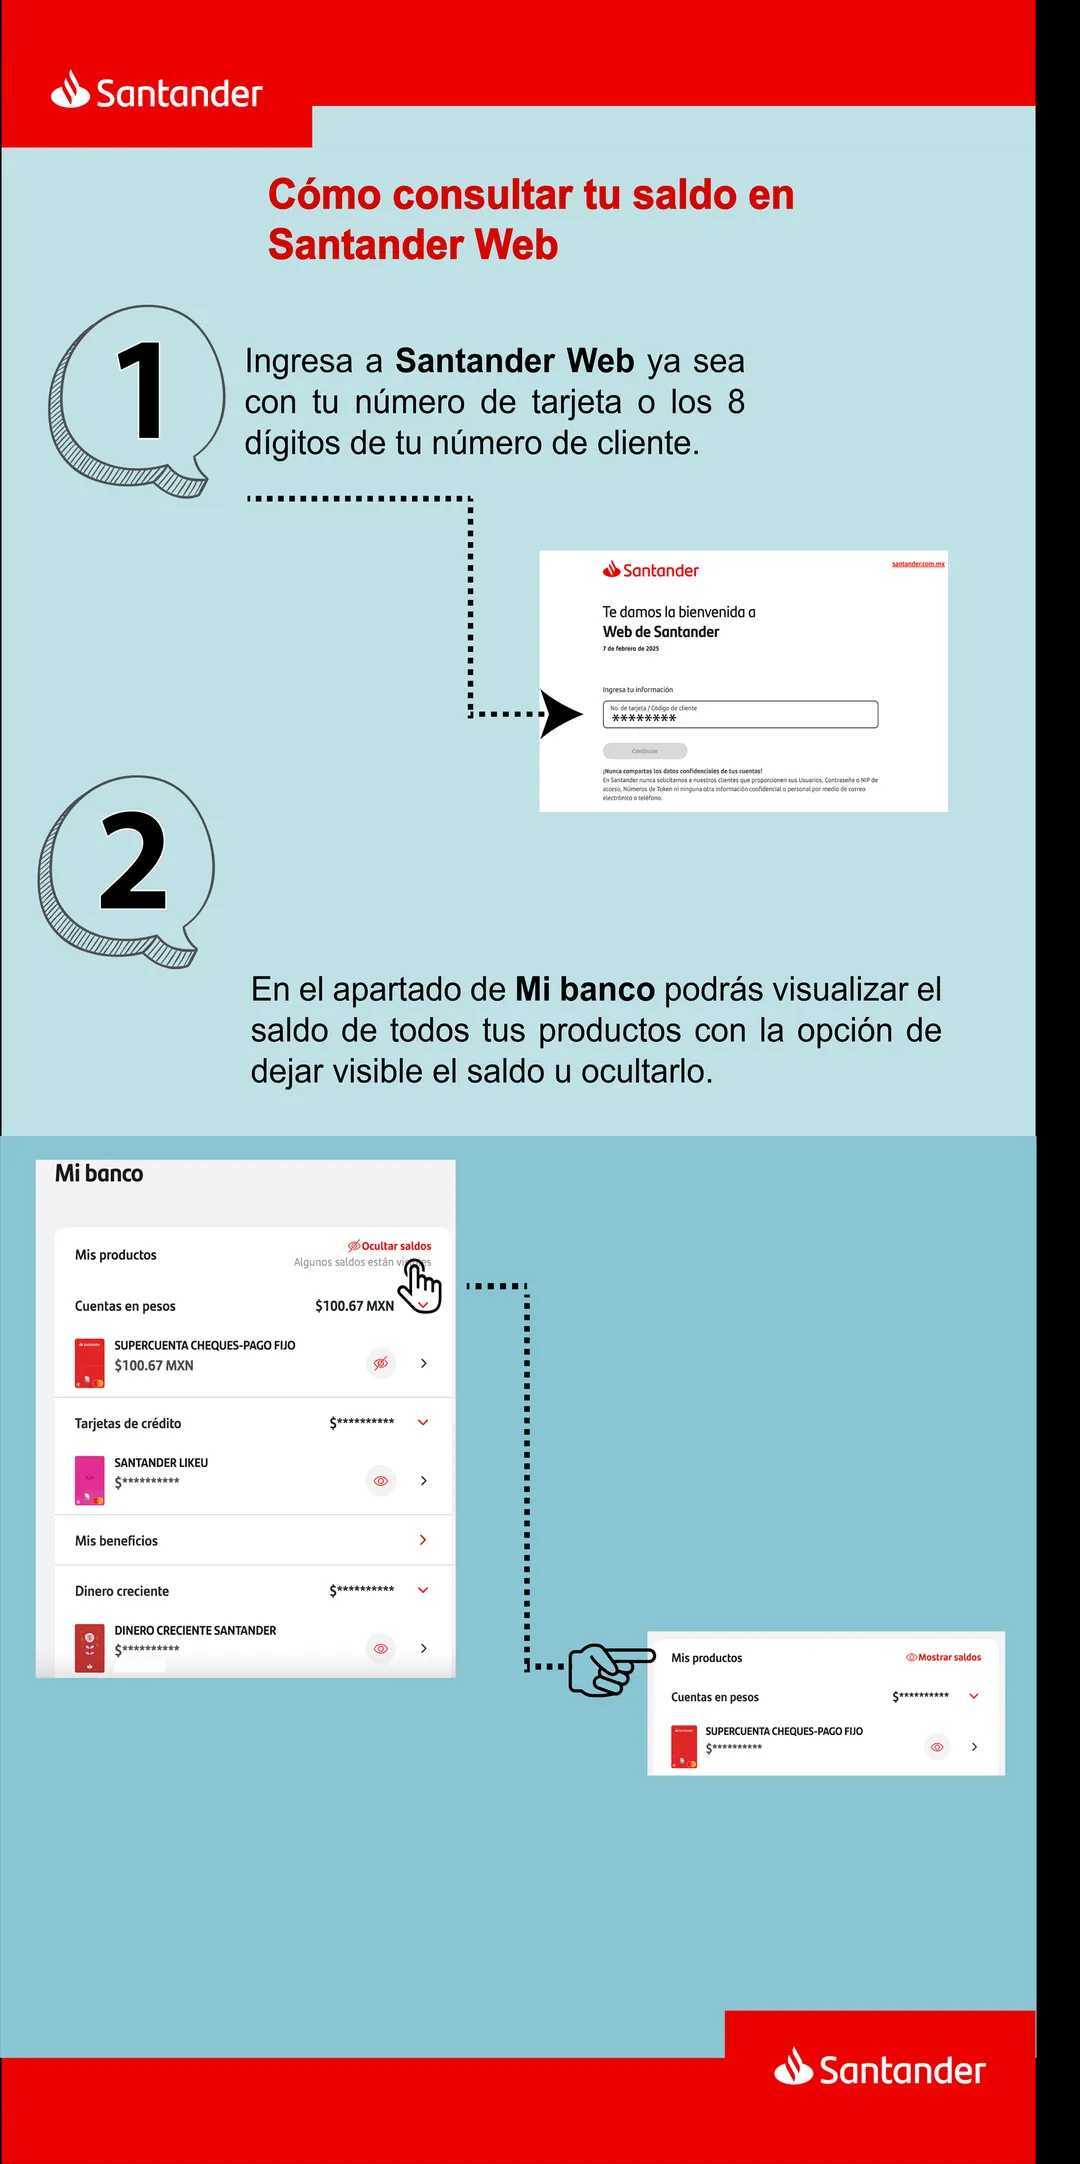 Santander
Cómo consultar tu saldo en
Santander Web
1
Ingresa a Santander Web ya sea
con tu número de tarjeta o los 8
dígitos de tu número de cliente.
Santander
santander.com.mx
Te damos la bienvenida a
Web de Santander
7 de febrero de 2025
Ingresa tu información
No. de tarjeta / Código de cliente
********
Continuar
¡Nunca compartas los datos confidenciales de tus cuentas!
En Santander nunca solicitamos a nuestros clientes que proporcionen sus Usuarios, Contraseña o NIP de
acceso, Números de Token ni ninguna otra información confidencial o personal por medio de correo
electrónico o teléfono.
2
En el apartado de Mi banco podrás visualizar el
saldo de todos tus productos con la opción de
dejar visible el saldo u ocultarlo.
Mi banco
Mis productos
Ocultar saldos
Algunos saldos están
Cuentas en pesos
$100.67 MXN
SUPERCUENTA CHEQUES-PAGO FIJO
$100.67 MXN
Tarjetas de crédito
$**********
SANTANDER LIKEU
$**********
Mis beneficios
Dinero creciente
$**********
DINERO CRECIENTE SANTANDER
$**********
Mis productos
Mostrar saldos
Cuentas en pesos
$**********
SUPERCUENTA CHEQUES-PAGO FIJO
$**********
Santander